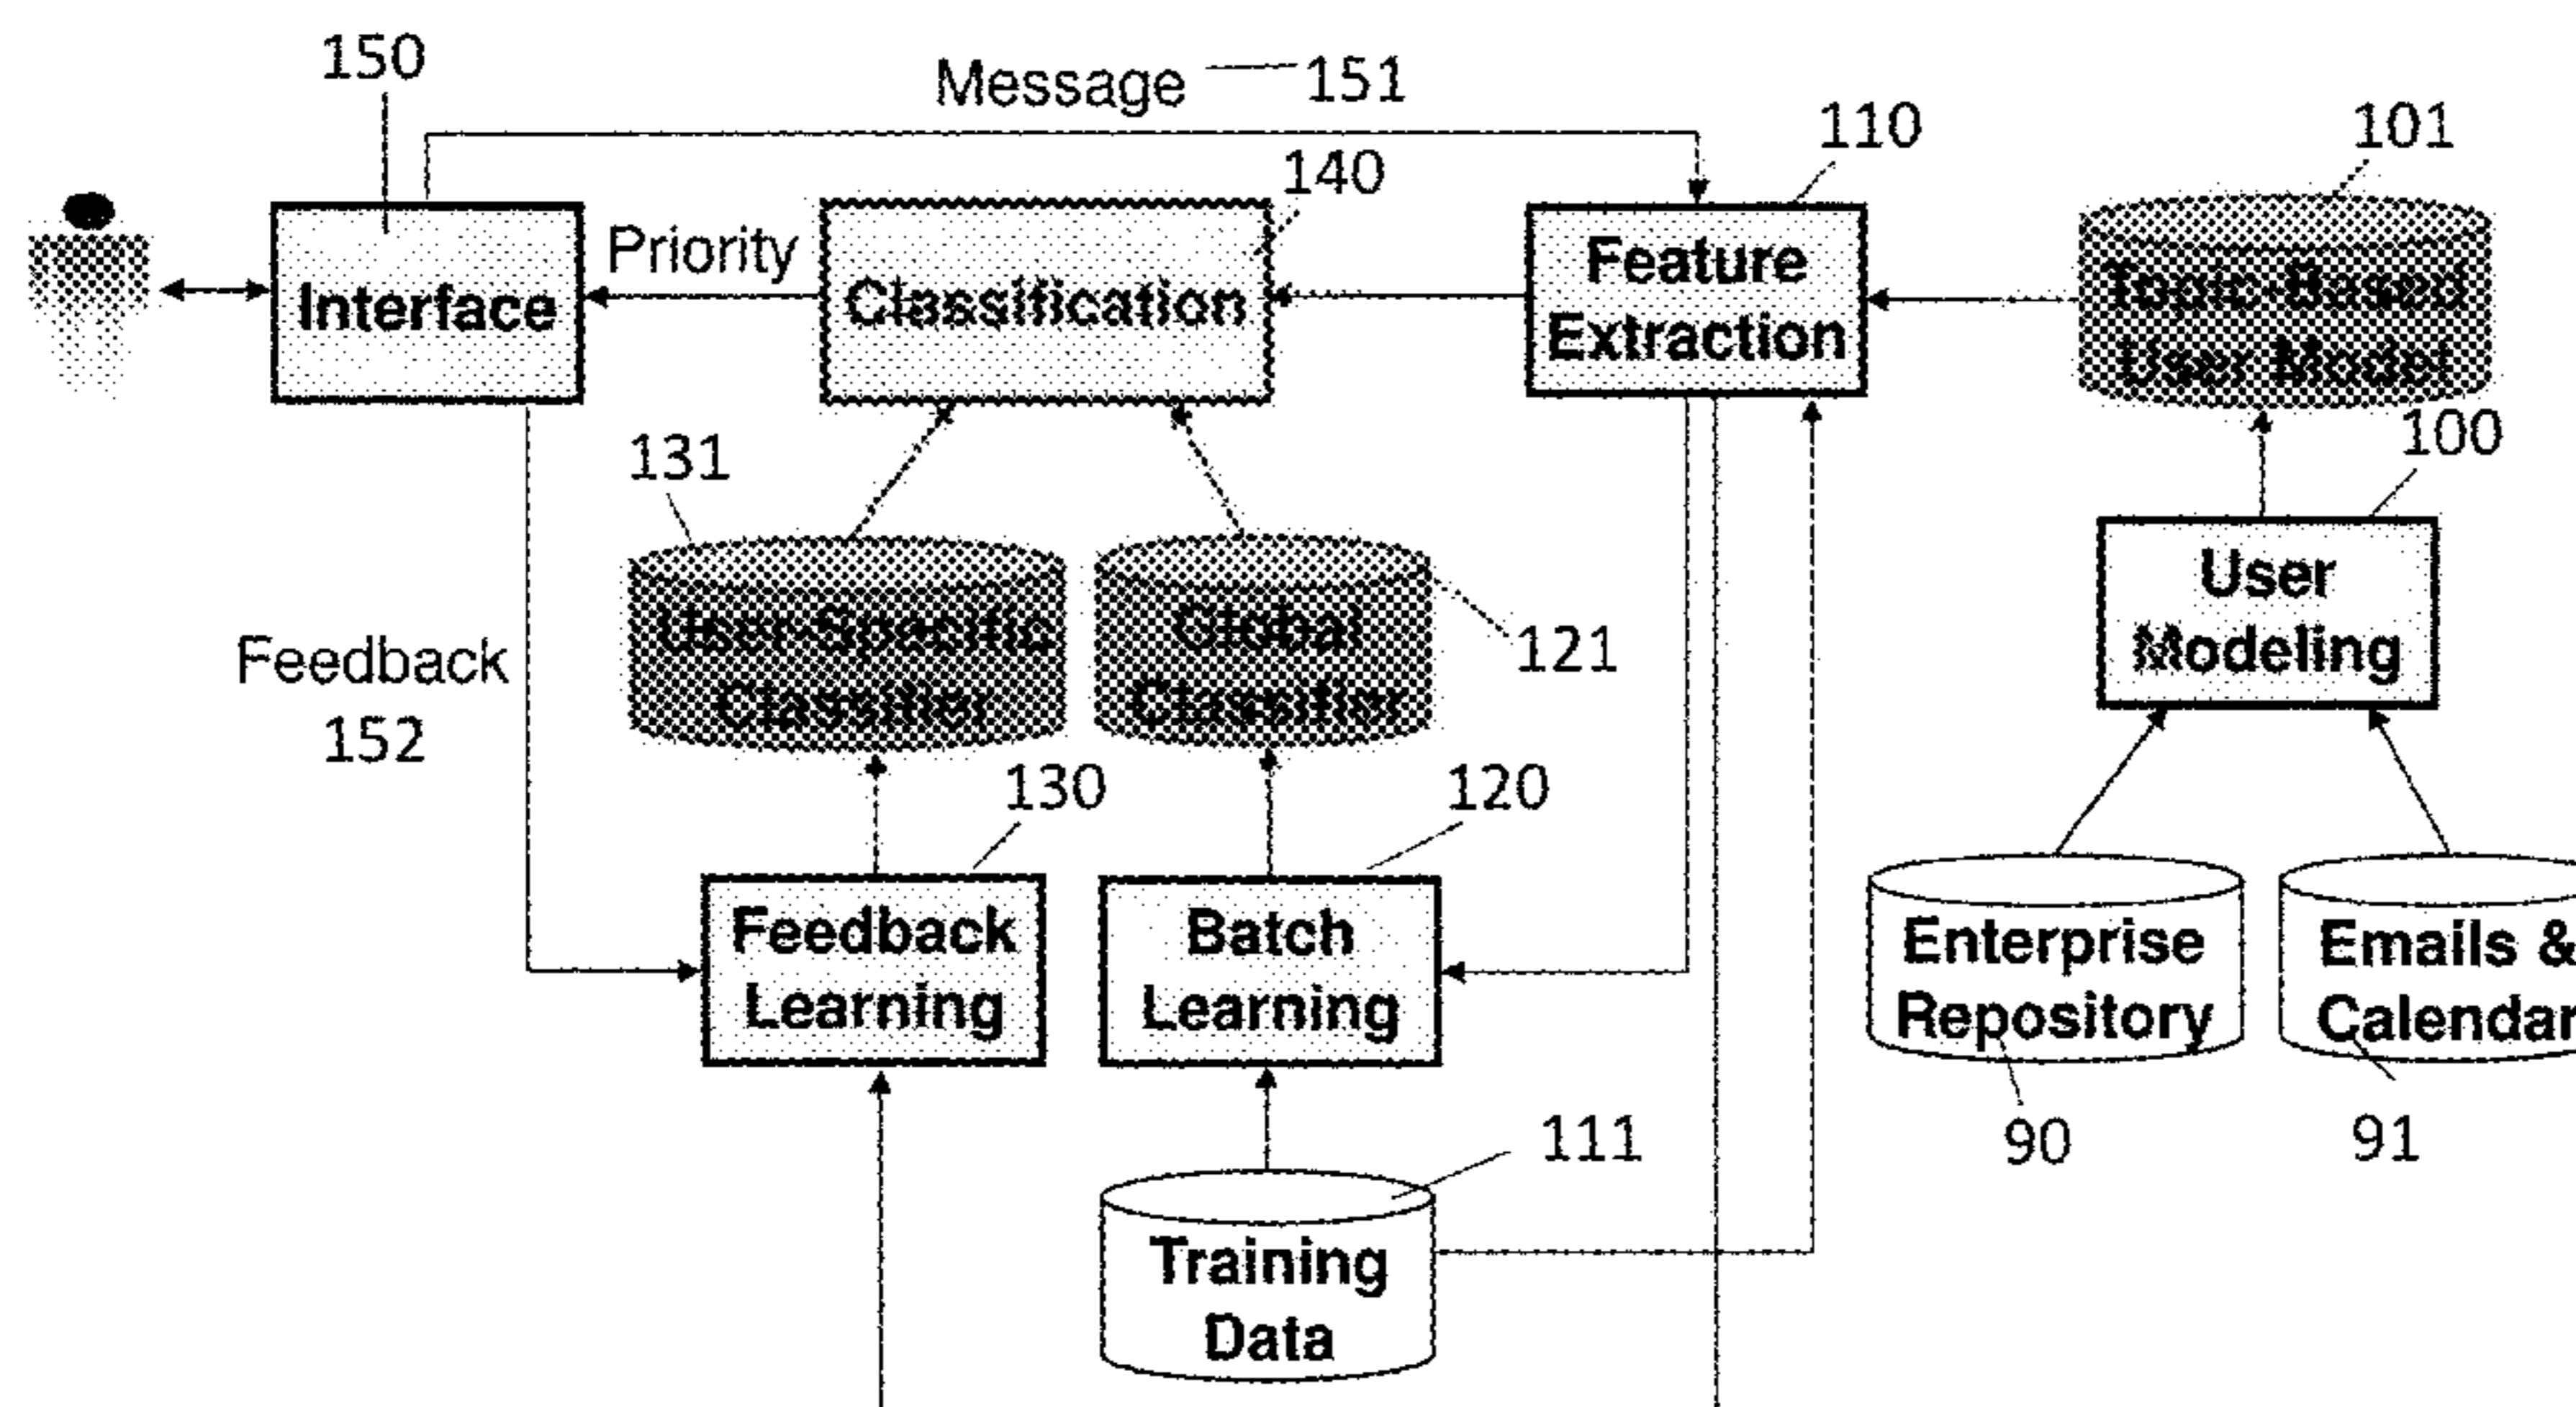 150
Message 151
110
101
140
Interface
Priority
Classification
Feature
Extraction
Topic-Based
User Model
100
131
User-Specific
Classifier
Global
Classifier
121
User
Modeling
Feedback
152
130
120
Feedback
Learning
Batch
Learning
Enterprise
Repository
Emails &
Calendar
90
91
111
Training
Data